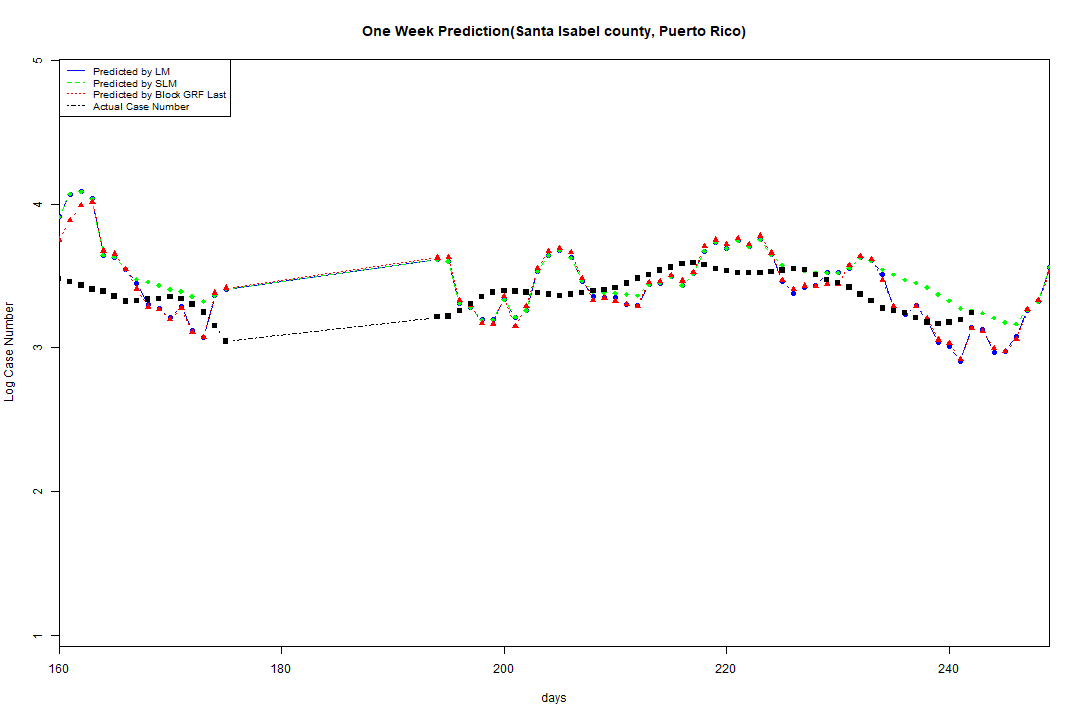 One Week Prediction(Santa Isabel county, Puerto Rico)
Predicted by LM
Predicted by SLM
Predicted by Block GRF Last
Actual Case Number
5
4
3
2
1
Log Case Number
160 180 200 220 240
days